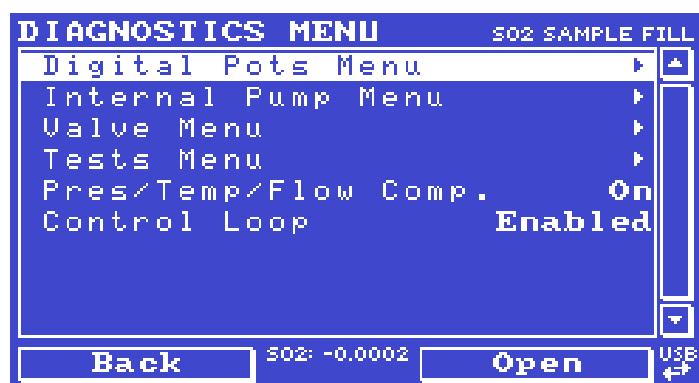 DIAGNOSTICS MENU SO2 SAMPLE FILL
Digital Pots Menu
Internal Pump Menu
Valve Menu
Tests Menu
Pres/Temp/Flow Comp. On
Control Loop Enabled
Back SO2: -0.0002 Open USB